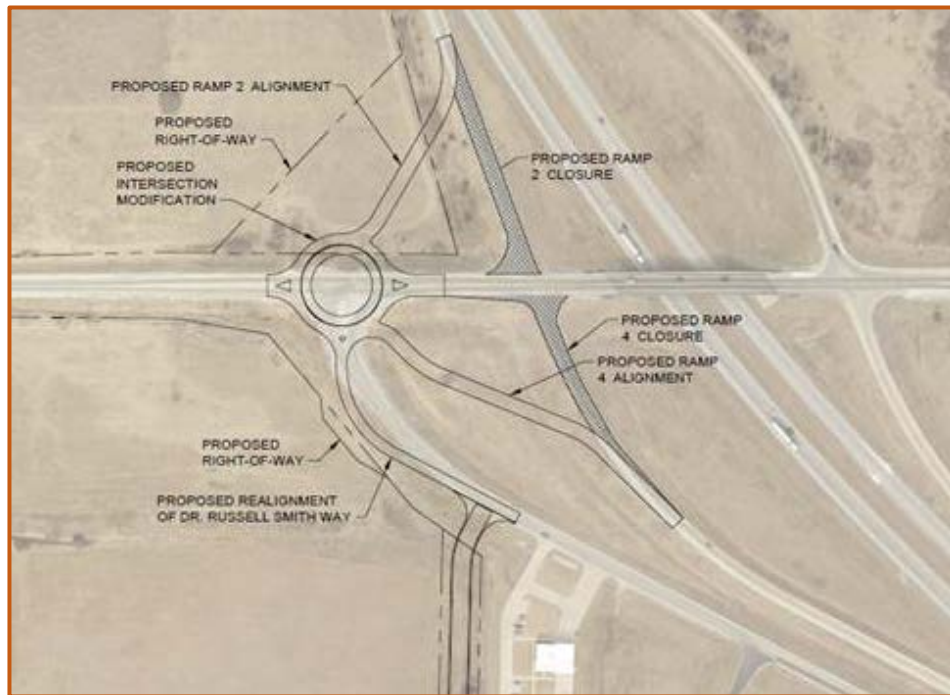 PROPOSED RAMP 2 ALIGNMENT
PROPOSED
RIGHT-OF-WAY
PROPOSED
INTERSECTION
MODIFICATION
PROPOSED RAMP
2 CLOSURE
PROPOSED RAMP
4 CLOSURE
PROPOSED RAMP
4 ALIGNMENT
PROPOSED
RIGHT-OF-WAY
PROPOSED REALIGNMENT
OF DR. RUSSELL SMITH WAY